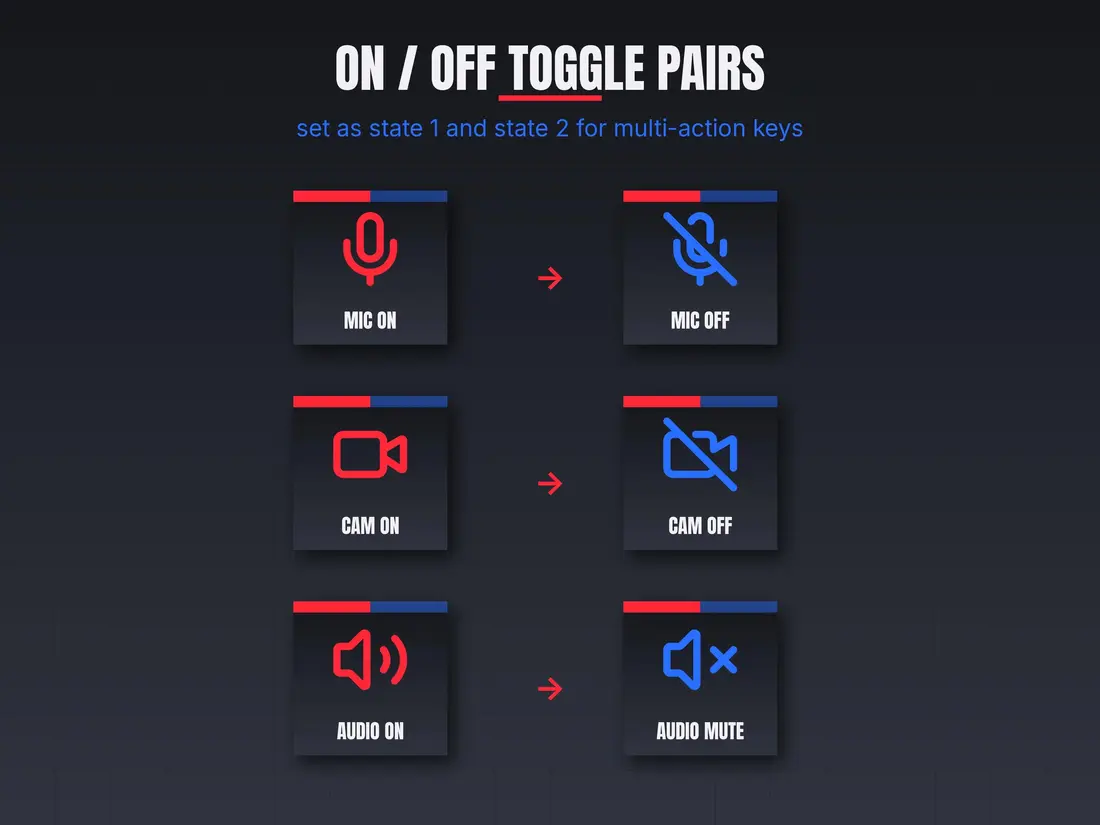 ON / OFF TOGGLE PAIRS
set as state 1 and state 2 for multi-action keys
MIC ON
MIC OFF
CAM ON
CAM OFF
AUDIO ON
AUDIO MUTE